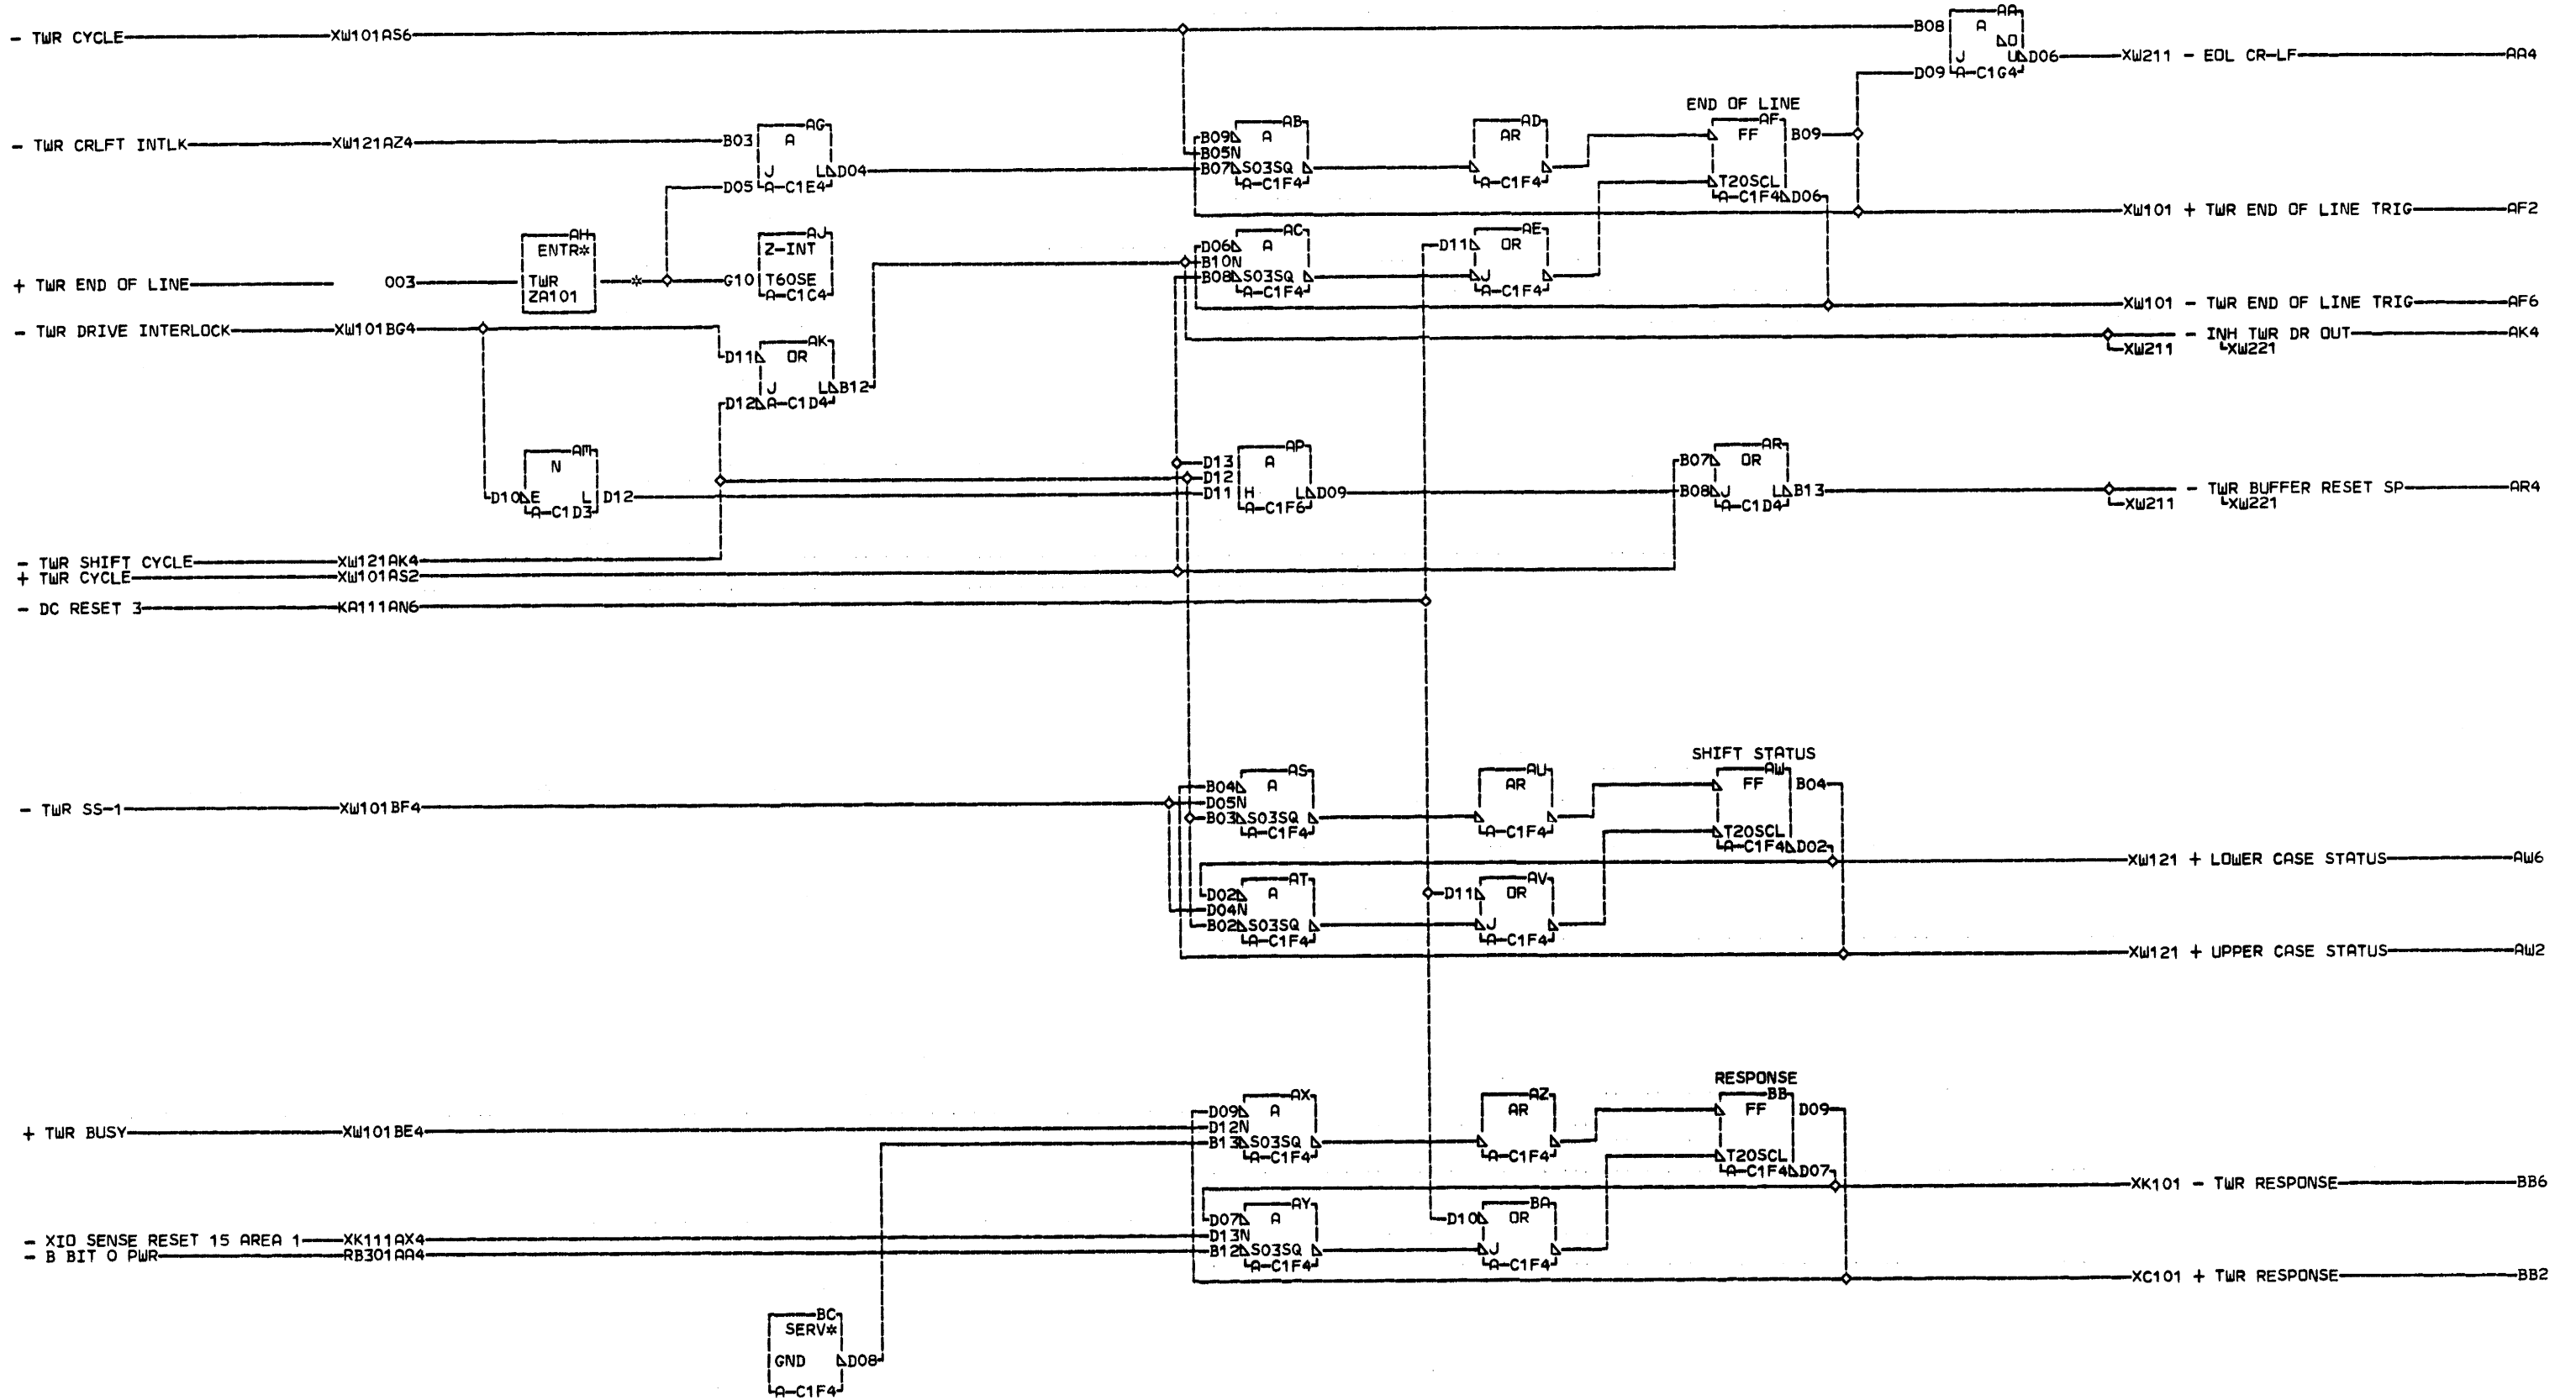 AA
- TWR CYCLE XW101AS6 B08 A
D
J U D06 XW211 - EOL CR-LF AA4
D09 A-C1G4
END OF LINE
AG AB AD AF
- TWR CRLFT INTLK XW121AZ4 B03 A B09 A AR FF B09
B05N
J L D04 B07 S03SQ
D05 A-C1E4 A-C1F4 A-C1F4 T20SCL
A-C1F4 D06
XW101 + TWR END OF LINE TRIG AF2
AH AJ AC AE
ENTR* Z-INT D06 A D11 OR
B10N
+ TWR END OF LINE 003 TWR * G10 T60SE B08 S03SQ J
ZA101 A-C1C4 A-C1F4 A-C1F4
XW101 - TWR END OF LINE TRIG AF6
- TWR DRIVE INTERLOCK XW101BG4 - INH TWR DR OUT AK4
AK XW211 XW221
D11 OR
J L B12
D12 A-C1D4
AM AP AR
N D13 A B07 OR
D12
D10 E L D12 D11 H L D09 B08 J L B13 - TWR BUFFER RESET SP AR4
A-C1D3 A-C1F6 A-C1D4 XW211 XW221
- TWR SHIFT CYCLE XW121AK4
+ TWR CYCLE XW101AS2
- DC RESET 3 KA111AN6
SHIFT STATUS
AS AU AW
B04 A AR FF B04
- TWR SS-1 XW101BF4 D05N
B03 S03SQ
A-C1F4 A-C1F4 T20SCL
A-C1F4 D02
XW121 + LOWER CASE STATUS AW6
AT AV
D02 A D11 OR
D04N
B02 S03SQ J
A-C1F4 A-C1F4
XW121 + UPPER CASE STATUS AW2
RESPONSE
AX AZ BB
D09 A AR FF D09
+ TWR BUSY XW101BE4 D12N
B13 S03SQ
A-C1F4 A-C1F4 T20SCL
A-C1F4 D07
XK101 - TWR RESPONSE BB6
AY BA
D07 A D10 OR
- XIO SENSE RESET 15 AREA 1 XK111AX4 D13N
- B BIT 0 PWR RB301AA4 B12 S03SQ J
A-C1F4 A-C1F4
XC101 + TWR RESPONSE BB2
BC
SERV*
GND D08
A-C1F4